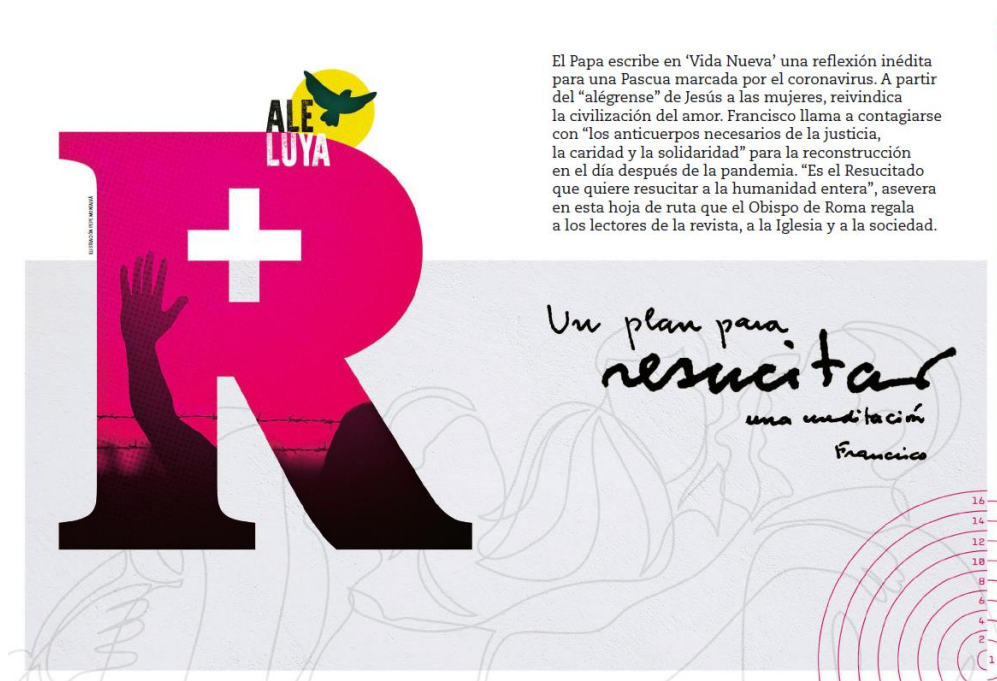 ALE
LUYA
El Papa escribe en ‘Vida Nueva’ una reflexión inédita
para una Pascua marcada por el coronavirus. A partir
del “alégrense” de Jesús a las mujeres, reivindica
la civilización del amor. Francisco llama a contagiarse
con “los anticuerpos necesarios de la justicia,
la caridad y la solidaridad” para la reconstrucción
en el día después de la pandemia. “Es el Resucitado
que quiere resucitar a la humanidad entera”, asevera
en esta hoja de ruta que el Obispo de Roma regala
a los lectores de la revista, a la Iglesia y a la sociedad.
R
Un plan para
resucitar
una meditación
Francisco
16
14
12
10
8
6
4
2
1